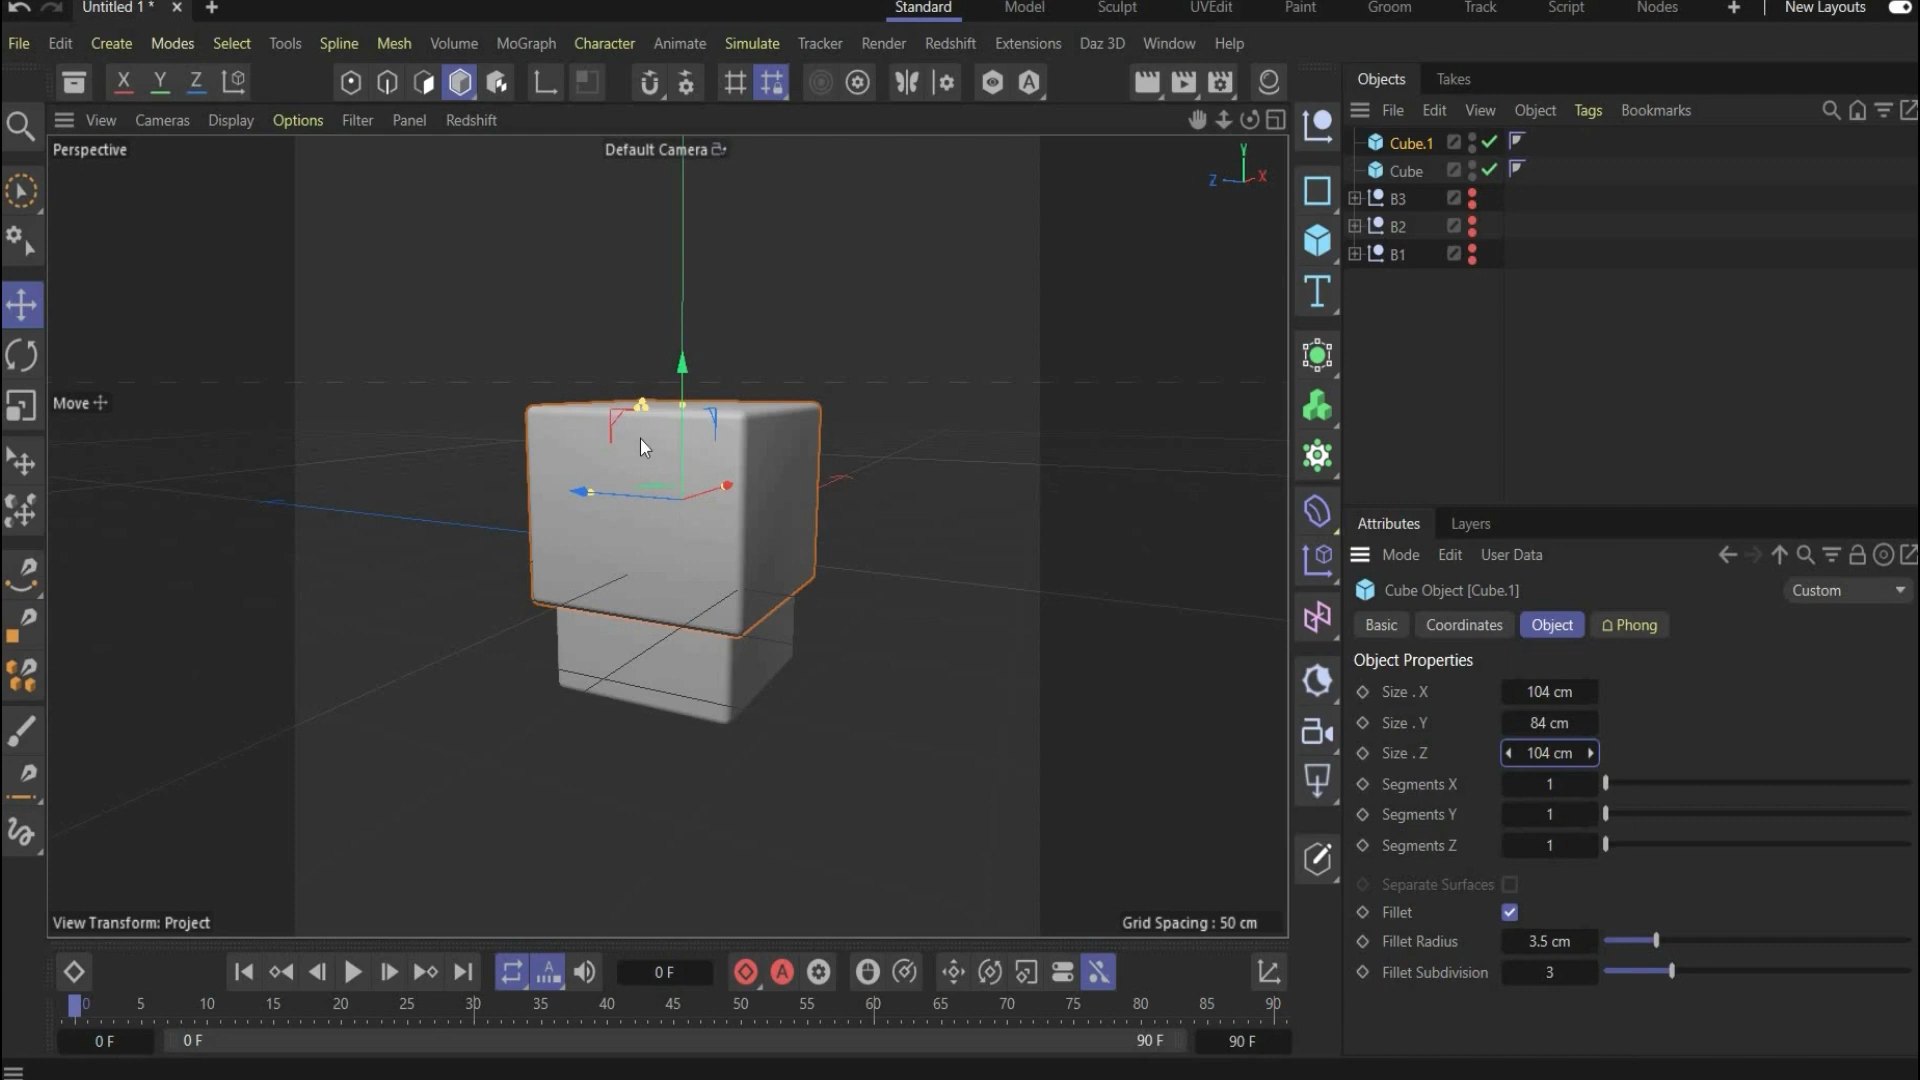 Untitled 1 * × + Standard Model Sculpt UVEdit Paint Groom Track Script Nodes + New Layouts
File Edit Create Modes Select Tools Spline Mesh Volume MoGraph Character Animate Simulate Tracker Render Redshift Extensions Daz 3D Window Help
X Y Z A
Objects Takes
View Cameras Display Options Filter Panel Redshift
File Edit View Object Tags Bookmarks
Perspective
Default Camera
Y
Z X
Cube.1
Cube
B3
B2
B1
T
Move
Attributes Layers
Mode Edit User Data
Cube Object [Cube.1] Custom
Basic Coordinates Object Phong
Object Properties
Size . X 104 cm
Size . Y 84 cm
Size . Z 104 cm
Segments X 1
Segments Y 1
Segments Z 1
Separate Surfaces
Fillet
Fillet Radius 3.5 cm
Fillet Subdivision 3
View Transform: Project
Grid Spacing : 50 cm
A 0 F A
0 5 10 15 20 25 30 35 40 45 50 55 60 65 70 75 80 85 90
0 F 0 F 90 F 90 F